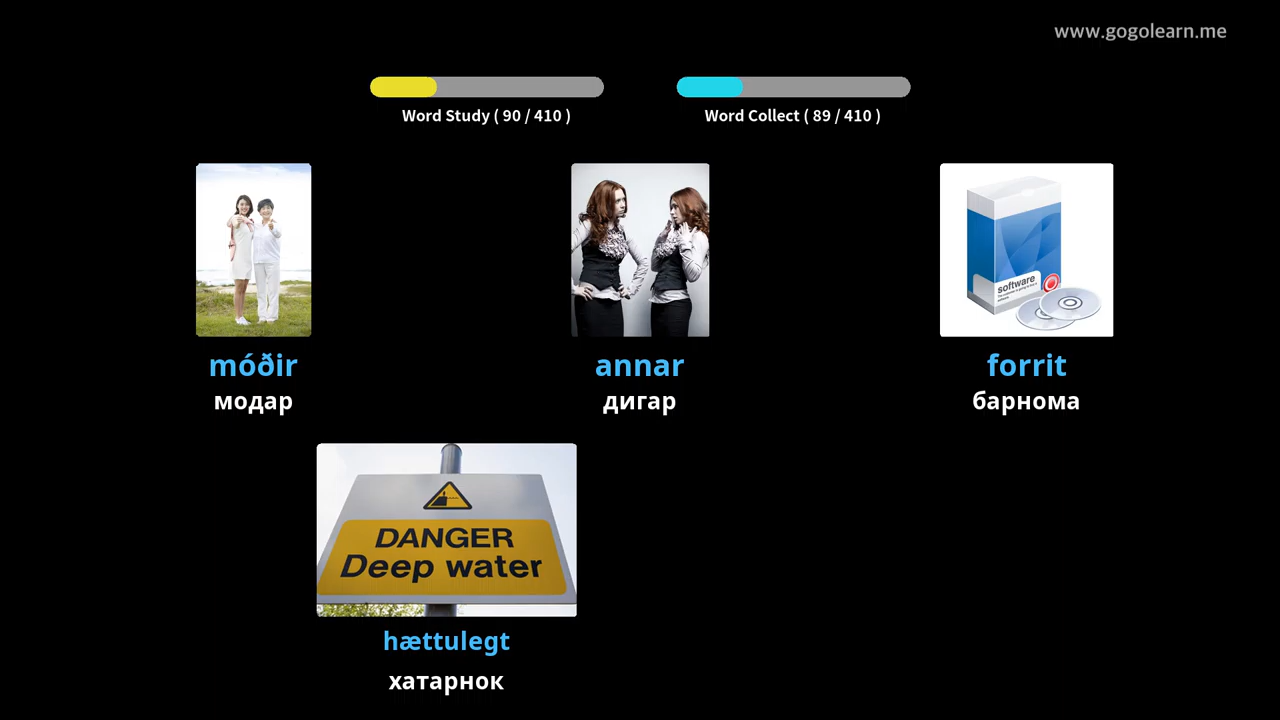 www.gogolearn.me
Word Study ( 90 / 410 )
Word Collect ( 89 / 410 )
software
móðir
annar
forrit
модар
дигар
барнома
DANGER
Deep water
hættulegt
хатарнок